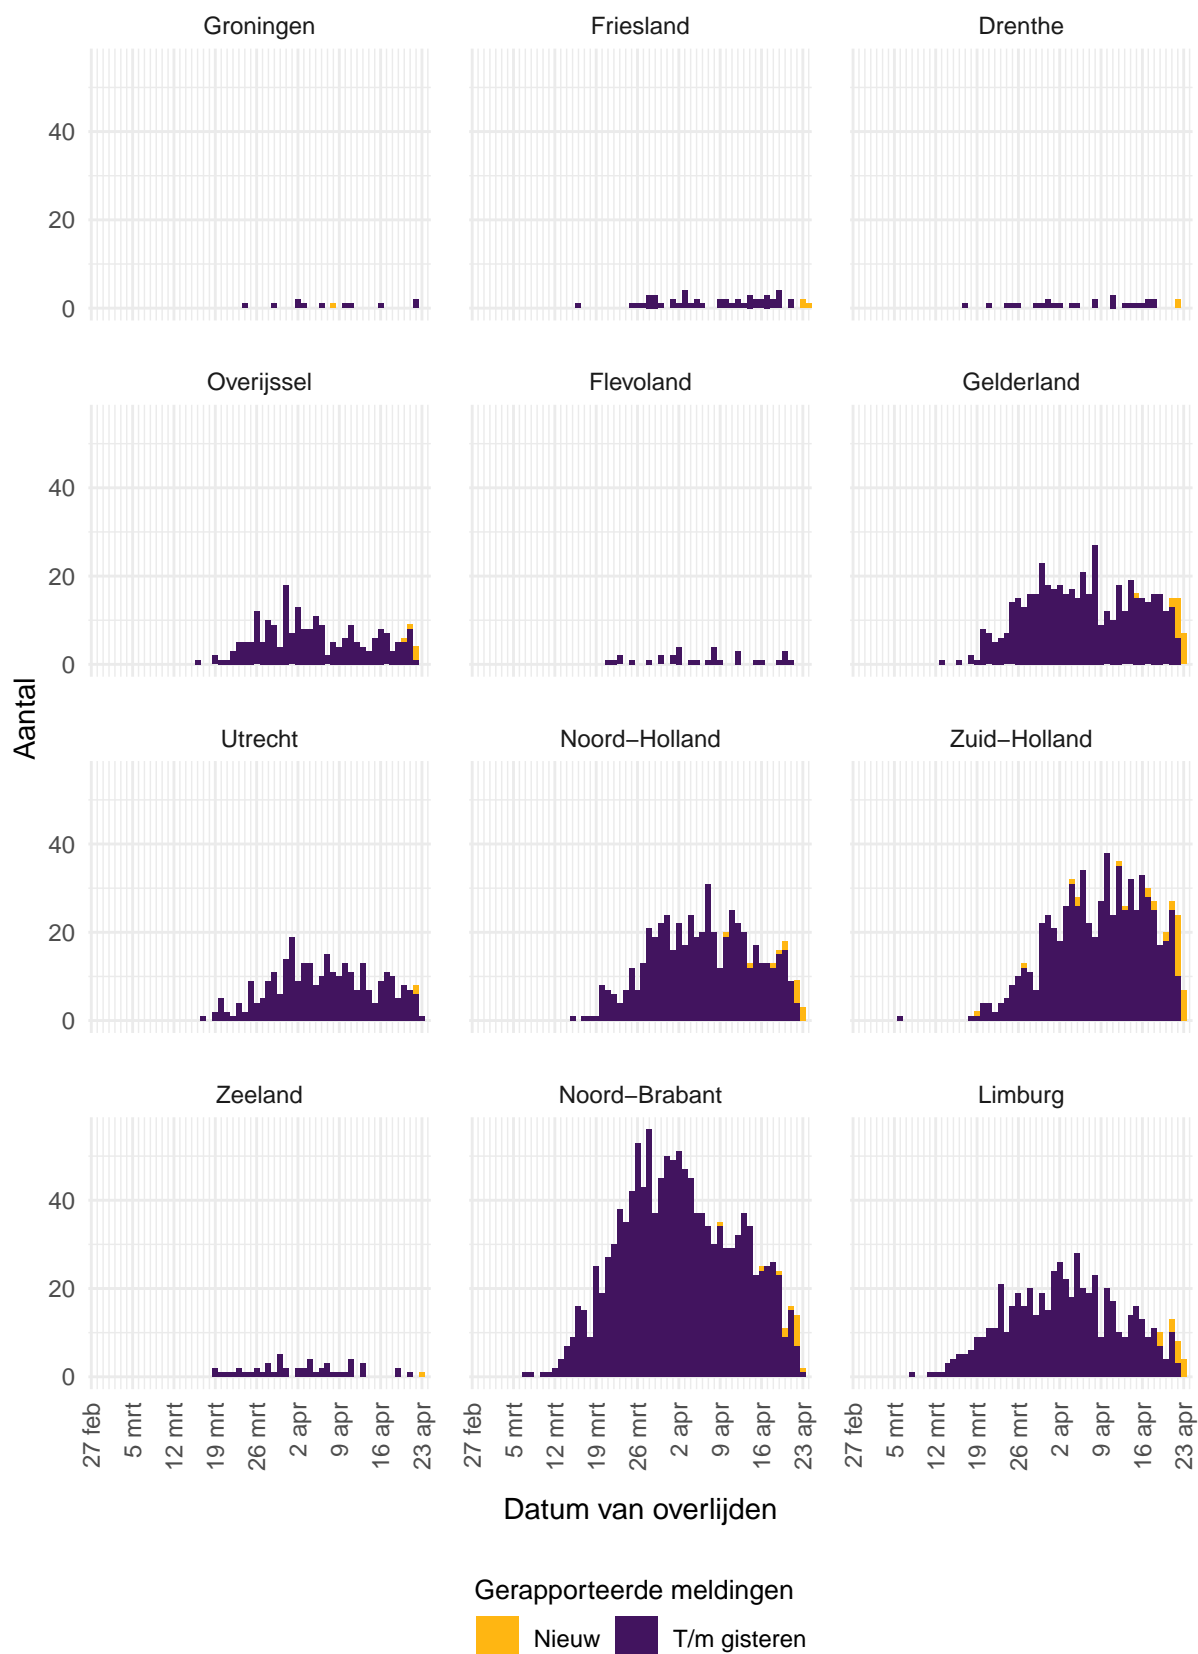 Groningen
Friesland
Drenthe
40
20
0
Overijssel
Flevoland
Gelderland
40
20
0
Aantal
Utrecht
Noord−Holland
Zuid−Holland
40
20
0
Zeeland
Noord−Brabant
Limburg
40
20
0
27 feb
5 mrt
12 mrt
19 mrt
26 mrt
2 apr
9 apr
16 apr
23 apr
27 feb
5 mrt
12 mrt
19 mrt
26 mrt
2 apr
9 apr
16 apr
23 apr
27 feb
5 mrt
12 mrt
19 mrt
26 mrt
2 apr
9 apr
16 apr
23 apr
Datum van overlijden
Gerapporteerde meldingen
Nieuw
T/m gisteren